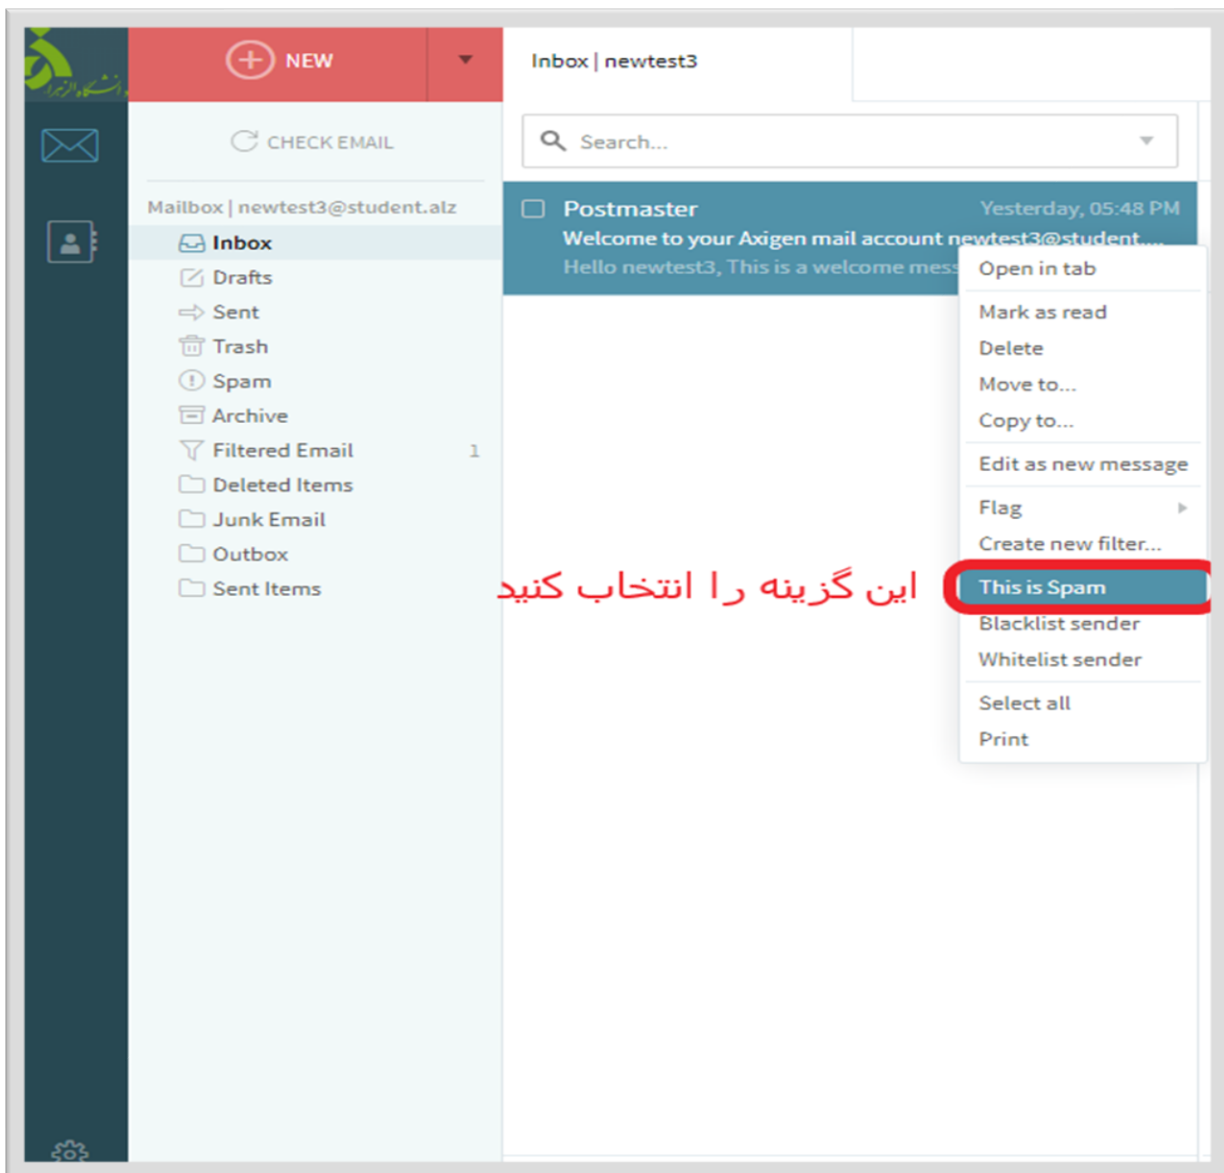 دانشگاه الزهرا
NEW
Inbox | newtest3
CHECK EMAIL
Search...
Mailbox | newtest3@student.alz
Inbox
Drafts
Sent
Trash
Spam
Archive
Filtered Email 1
Deleted Items
Junk Email
Outbox
Sent Items
Postmaster Yesterday, 05:48 PM
Welcome to your Axigen mail account newtest3@student....
Hello newtest3, This is a welcome mess
Open in tab
Mark as read
Delete
Move to...
Copy to...
Edit as new message
Flag
Create new filter...
این گزینه را انتخاب کنید
This is Spam
Blacklist sender
Whitelist sender
Select all
Print